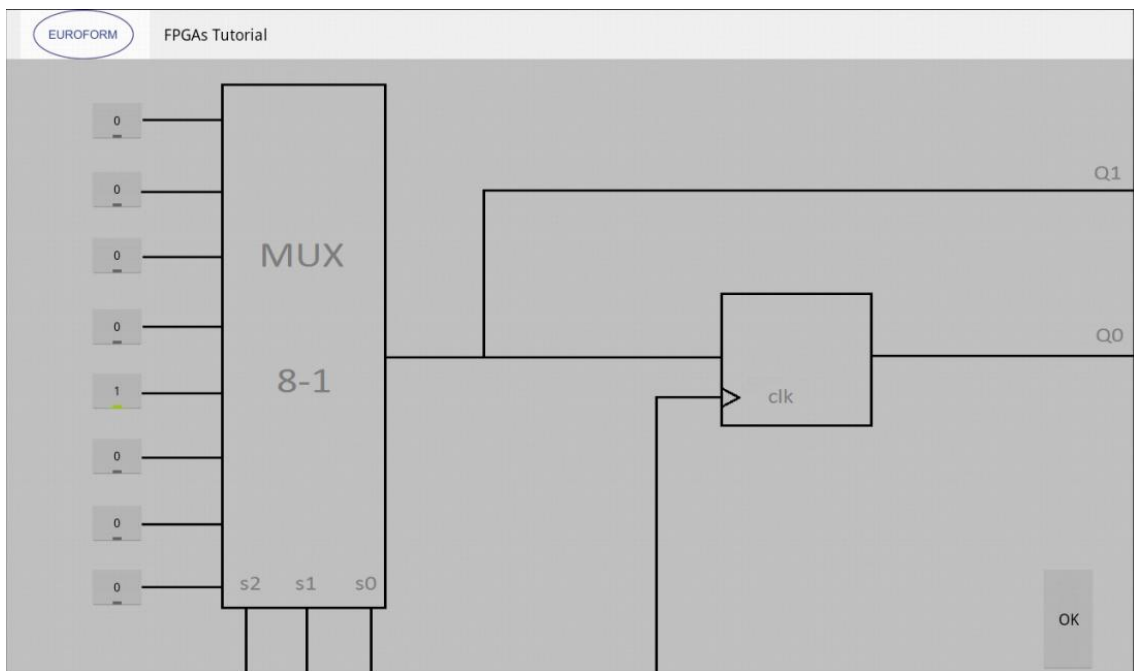 EUROFORM
FPGAs Tutorial
0
0
0
0
1
0
0
0
MUX
8-1
s2 s1 s0
Q1
Q0
clk
OK